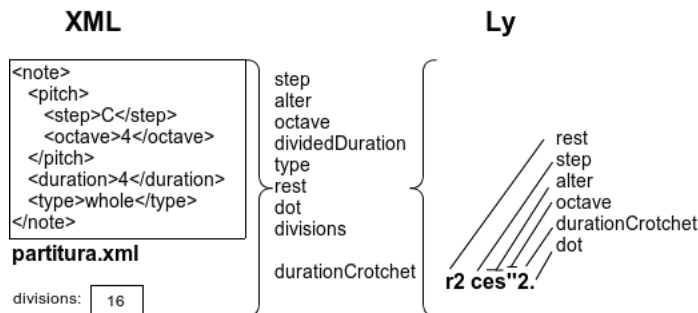 XML
Ly
<note>
<pitch>
<step>C</step>
<octave>4</octave>
</pitch>
<duration>4</duration>
<type>whole</type>
</note>
partitura.xml
divisions: 16
step
alter
octave
dividedDuration
type
rest
dot
divisions
durationCrotchet
rest
step
alter
octave
durationCrotchet
dot
r2 ces"2.